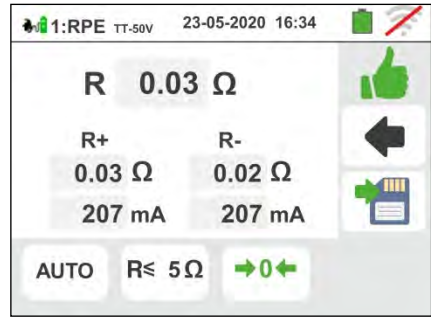 1:RPE TT-50V 23-05-2020 16:34
R 0.03 Ω
R+ R-
0.03 Ω 0.02 Ω
207 mA 207 mA
AUTO R≤ 5Ω →0←